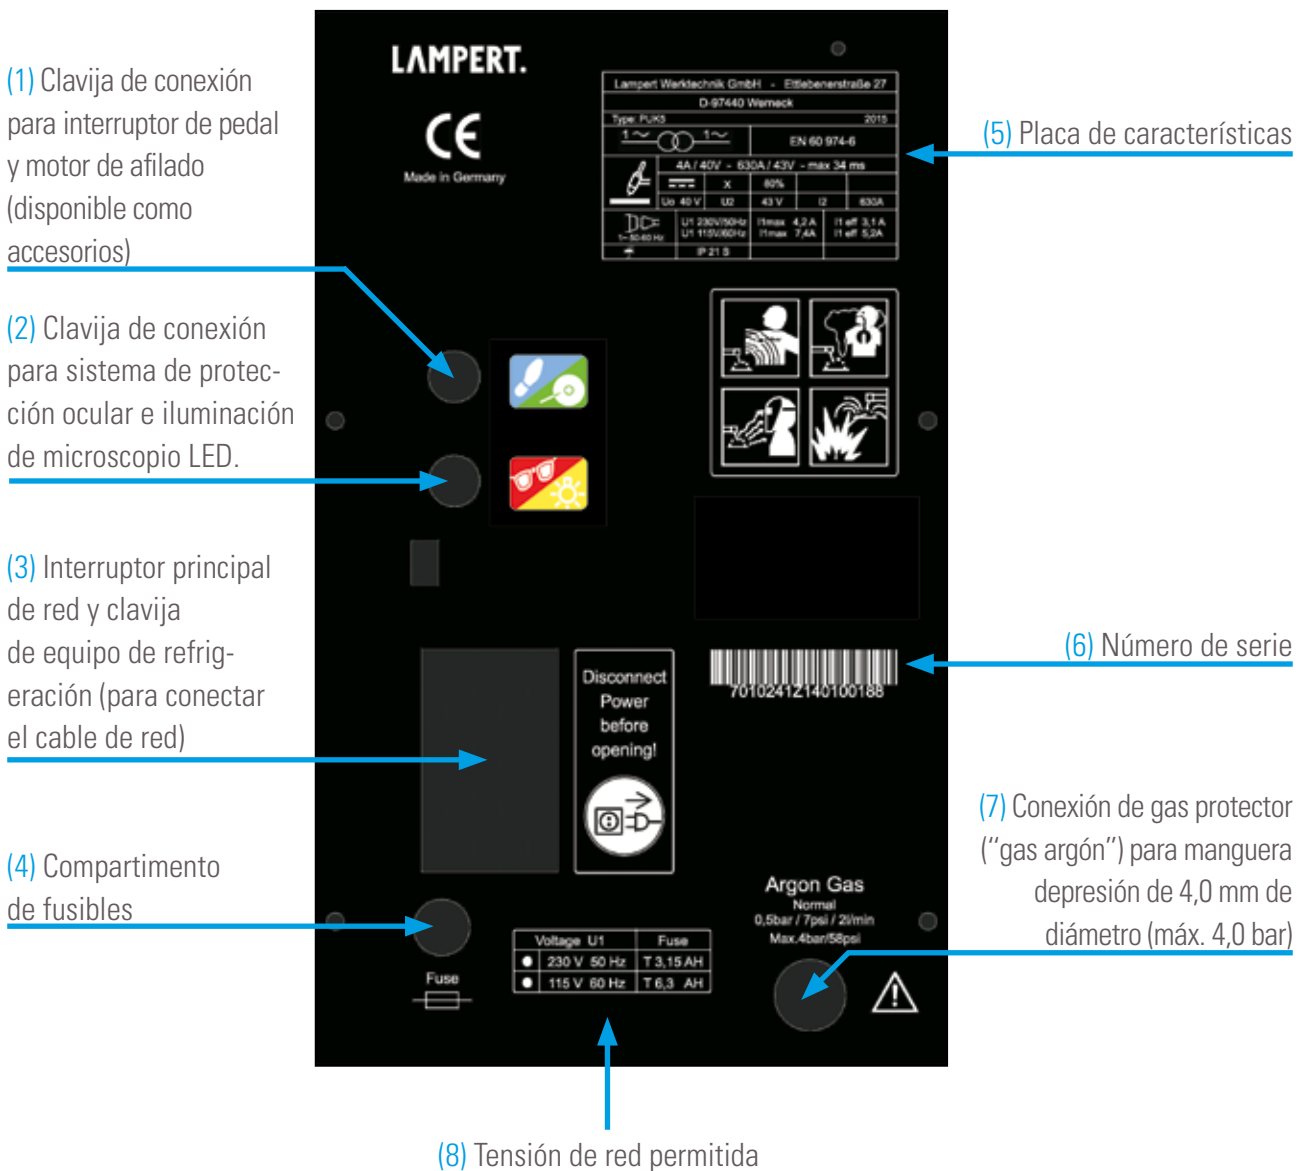 (1) Clavija de conexión
para interruptor de pedal
y motor de afilado
(disponible como
accesorios)
(2) Clavija de conexión
para sistema de protec-
ción ocular e iluminación
de microscopio LED.
(3) Interruptor principal
de red y clavija
de equipo de refrig-
eración (para conectar
el cable de red)
(4) Compartimento
de fusibles
LAMPERT.
CE
Made in Germany
Lampert Werktechnik GmbH - Ettlebenerstraße 27
D-97440 Werneck
Type: PUK5 2015
1~ 1~ EN 60 974-6
4A / 40V - 630A / 43V - max 34 ms
X 80%
Uo 40 V U2 43 V I2 630A
1~ 50/60 Hz
U1 230V/50Hz I1max 4,2 A I1 eff 3,1 A
U1 115V/60Hz I1max 7,4A I1 eff 5,2A
IP 21 S
Disconnect
Power
before
opening!
7010241Z140100188
Argon Gas
Normal
0,5bar / 7psi / 2l/min
Max.4bar/58psi
Fuse
Voltage U1 Fuse
230 V 50 Hz T 3,15 AH
115 V 60 Hz T 6,3 AH
(5) Placa de características
(6) Número de serie
(7) Conexión de gas protector
(“gas argón”) para manguera
depresión de 4,0 mm de
diámetro (máx. 4,0 bar)
(8) Tensión de red permitida